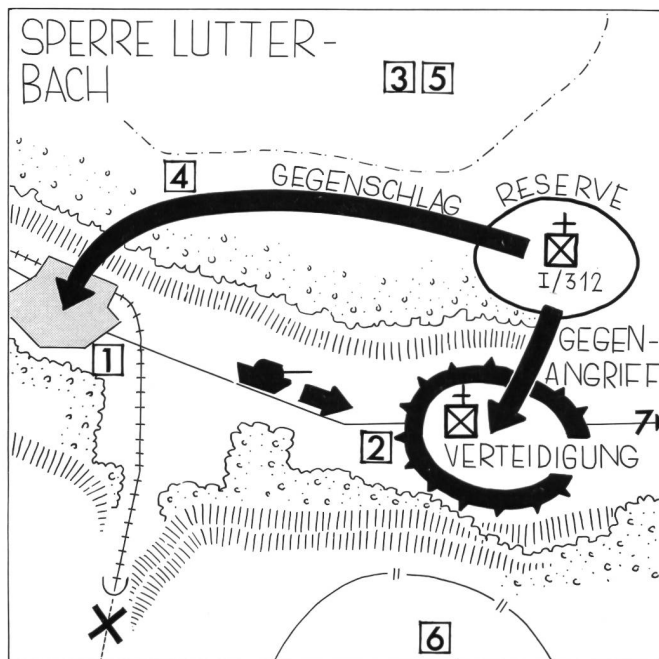 SPERRE LUTTER-
BACH
3 5
4
GEGENSCHLAG
RESERVE
I/312
GEGEN-
ANGRIFF
1
2
7
VERTEIDIGUNG
6